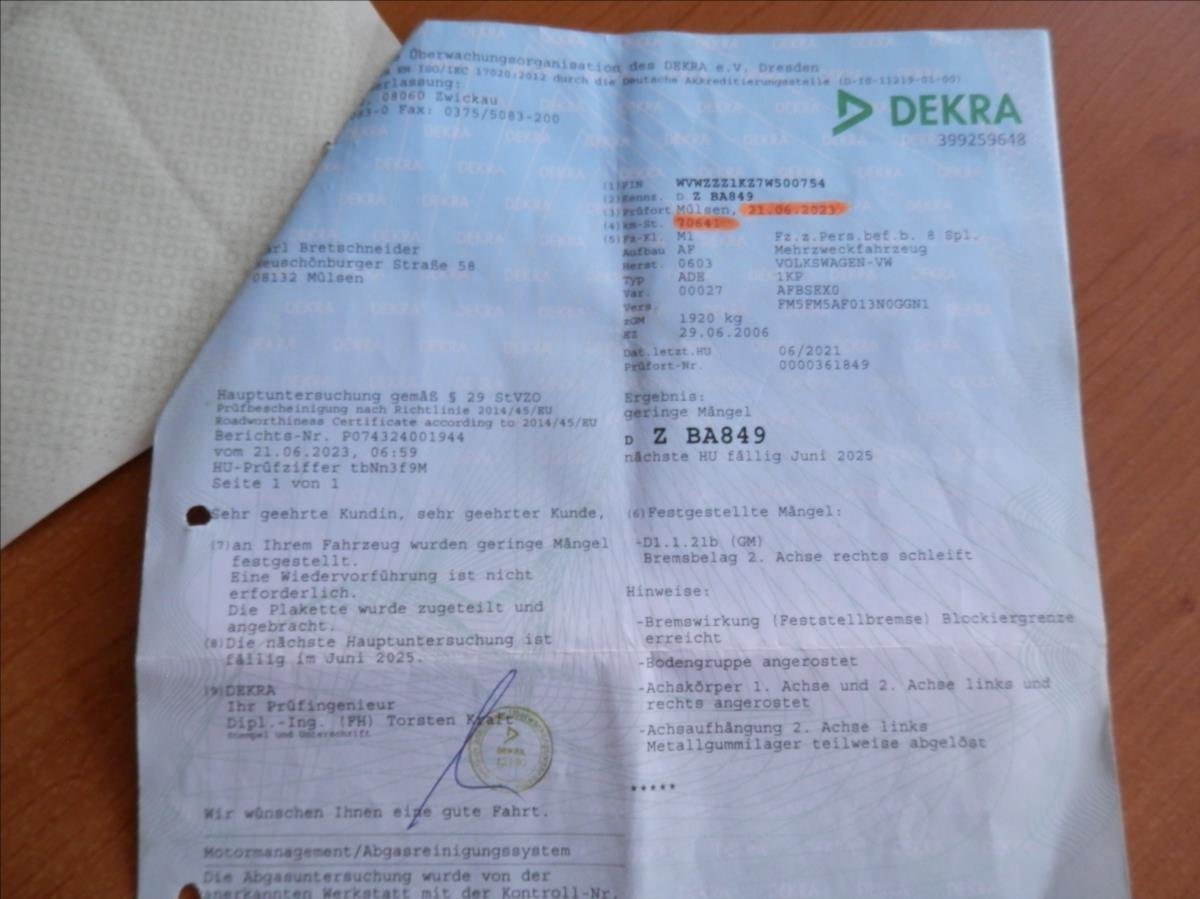 Überwachungsorganisation des DEKRA e.V. Dresden
EN ISO/IEC 17020:2012 durch die Deutsche Akkreditierungsstelle (D-IS-11219-01-00)
erlassung:
08060 Zwickau
083-0 Fax: 0375/5083-200
DEKRA
399259648
arl Bretschneider
euschönburger Straße 58
08132 Mülsen
(1) FIN WVWZZZ1KZ7W500754
(2) Kennz. D Z BA849
(3) Prüfort Mülsen, 21.06.2023
(4) km-St. 70641
(5) Fz-Kl. M1 Fz.z.Pers.bef.b. 8 Spl.
Aufbau AF Mehrzweckfahrzeug
Herst. 0603 VOLKSWAGEN-VW
Typ ADE 1KP
Var. 00027 AFBSEX0
Vers. FM5FM5AF013N0GGN1
zGM 1920 kg
EZ 29.06.2006
Dat.letzt.HU 06/2021
Prüfort-Nr. 0000361849
Hauptuntersuchung gemäß § 29 StVZO
Prüfbescheinigung nach Richtlinie 2014/45/EU
Roadworthiness Certificate according to 2014/45/EU
Berichts-Nr. P074324001944
vom 21.06.2023, 06:59
HU-Prüfziffer tbNn3f9M
Seite 1 von 1
Ergebnis:
geringe Mängel
D Z BA849
nächste HU fällig Juni 2025
Sehr geehrte Kundin, sehr geehrter Kunde,
(7) an Ihrem Fahrzeug wurden geringe Mängel
festgestellt.
Eine Wiedervorführung ist nicht
erforderlich.
Die Plakette wurde zugeteilt und
angebracht.
(8) Die nächste Hauptuntersuchung ist
fällig im Juni 2025.
(9) DEKRA
Ihr Prüfingenieur
Dipl.-Ing. (FH) Torsten Kraft
Stempel und Unterschrift
DEKRA
Wir wünschen Ihnen eine gute Fahrt.
Motormanagement/Abgasreinigungssystem
Die Abgasuntersuchung wurde von der
anerkannten Werkstatt mit der Kontroll-Nr.
(6) Festgestellte Mängel:
-D1.1.21b (GM)
Bremsbelag 2. Achse rechts schleift
Hinweise:
-Bremswirkung (Feststellbremse) Blockiergrenze
erreicht
-Bodengruppe angerostet
-Achskörper 1. Achse und 2. Achse links und
rechts angerostet
-Achsaufhängung 2. Achse links
Metallgummilager teilweise abgelöst
*****